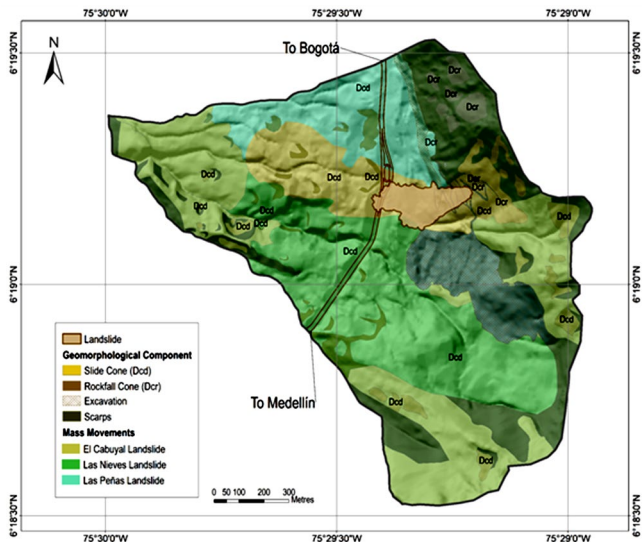 75°30'0"W
75°29'30"W
75°29'0"W
6°19'30"N
6°19'30"N
N
To Bogotá
Dcr
Dcr
Dcd
Dcr
Dcr
Dcr
Dcd
Dcd
Dcd
Dcr
Dcr
Dcr
Dcd
Dcd
Dcd
Dcd
Dcd
Dcd
Dcd
6°19'0"N
6°19'0"N
Dcd
Landslide
Geomorphological Component
Slide Cone (Dcd)
Rockfall Cone (Dcr)
Excavation
Scarps
Mass Movements
El Cabuyal Landslide
Las Nieves Landslide
Las Peñas Landslide
Dcd
To Medellín
Dcd
Dcd
0 50 100 200 300
Metres
6°18'30"N
6°18'30"N
75°30'0"W
75°29'30"W
75°29'0"W